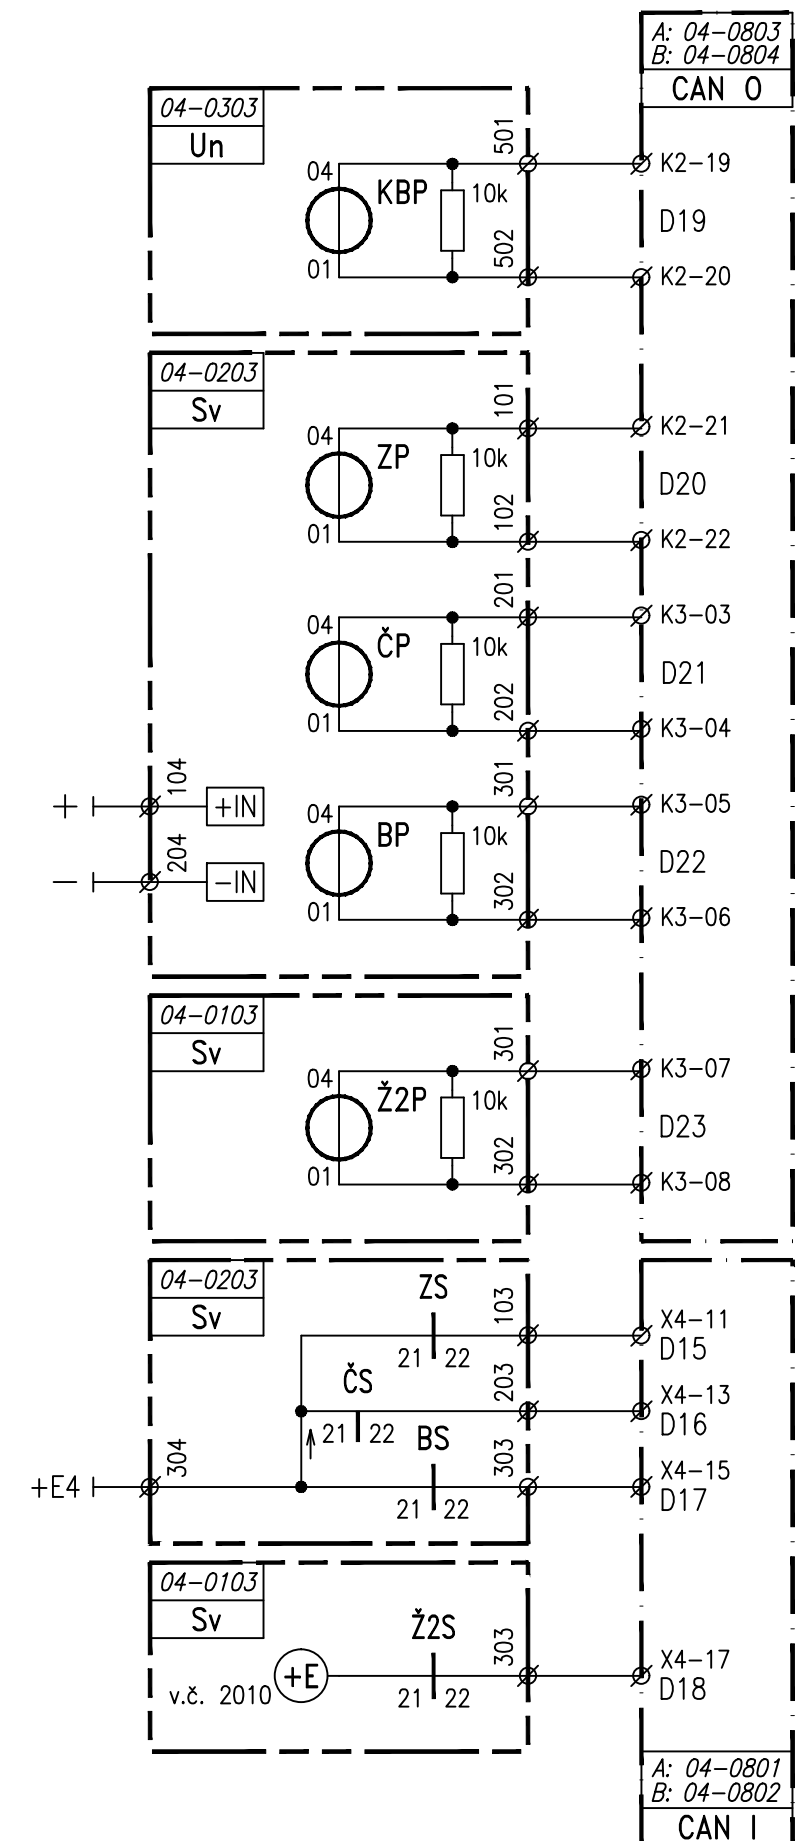 A: 04-0803
B: 04-0804
CAN 0
04-0303
Un
501
04
KBP
10k
K2-19
D19
502
01
K2-20
04-0203
Sv
101
04
ZP
10k
K2-21
D20
102
01
K2-22
201
04
ČP
10k
K3-03
D21
202
01
K3-04
104
+
+IN
301
04
BP
10k
K3-05
204
D22
−
-IN
302
01
K3-06
04-0103
Sv
301
04
Ž2P
10k
K3-07
D23
302
01
K3-08
04-0203
Sv
ZS
103
21 22
X4-11
D15
ČS
203
21 22
X4-13
D16
BS
303
304
+E4
21 22
X4-15
D17
04-0103
Sv
Ž2S
303
+E
v.č. 2010
21 22
X4-17
D18
A: 04-0801
B: 04-0802
CAN 1